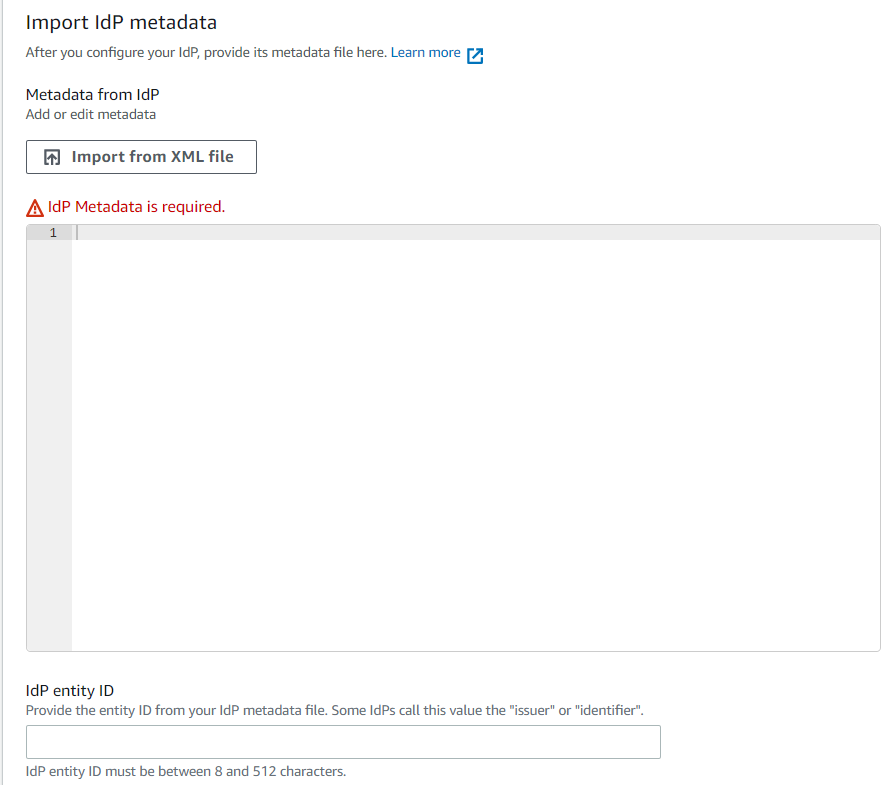 Import IdP metadata
After you configure your IdP, provide its metadata file here. Learn more
Metadata from IdP
Add or edit metadata
Import from XML file
IdP Metadata is required.
1
IdP entity ID
Provide the entity ID from your IdP metadata file. Some IdPs call this value the "issuer" or "identifier".
IdP entity ID must be between 8 and 512 characters.